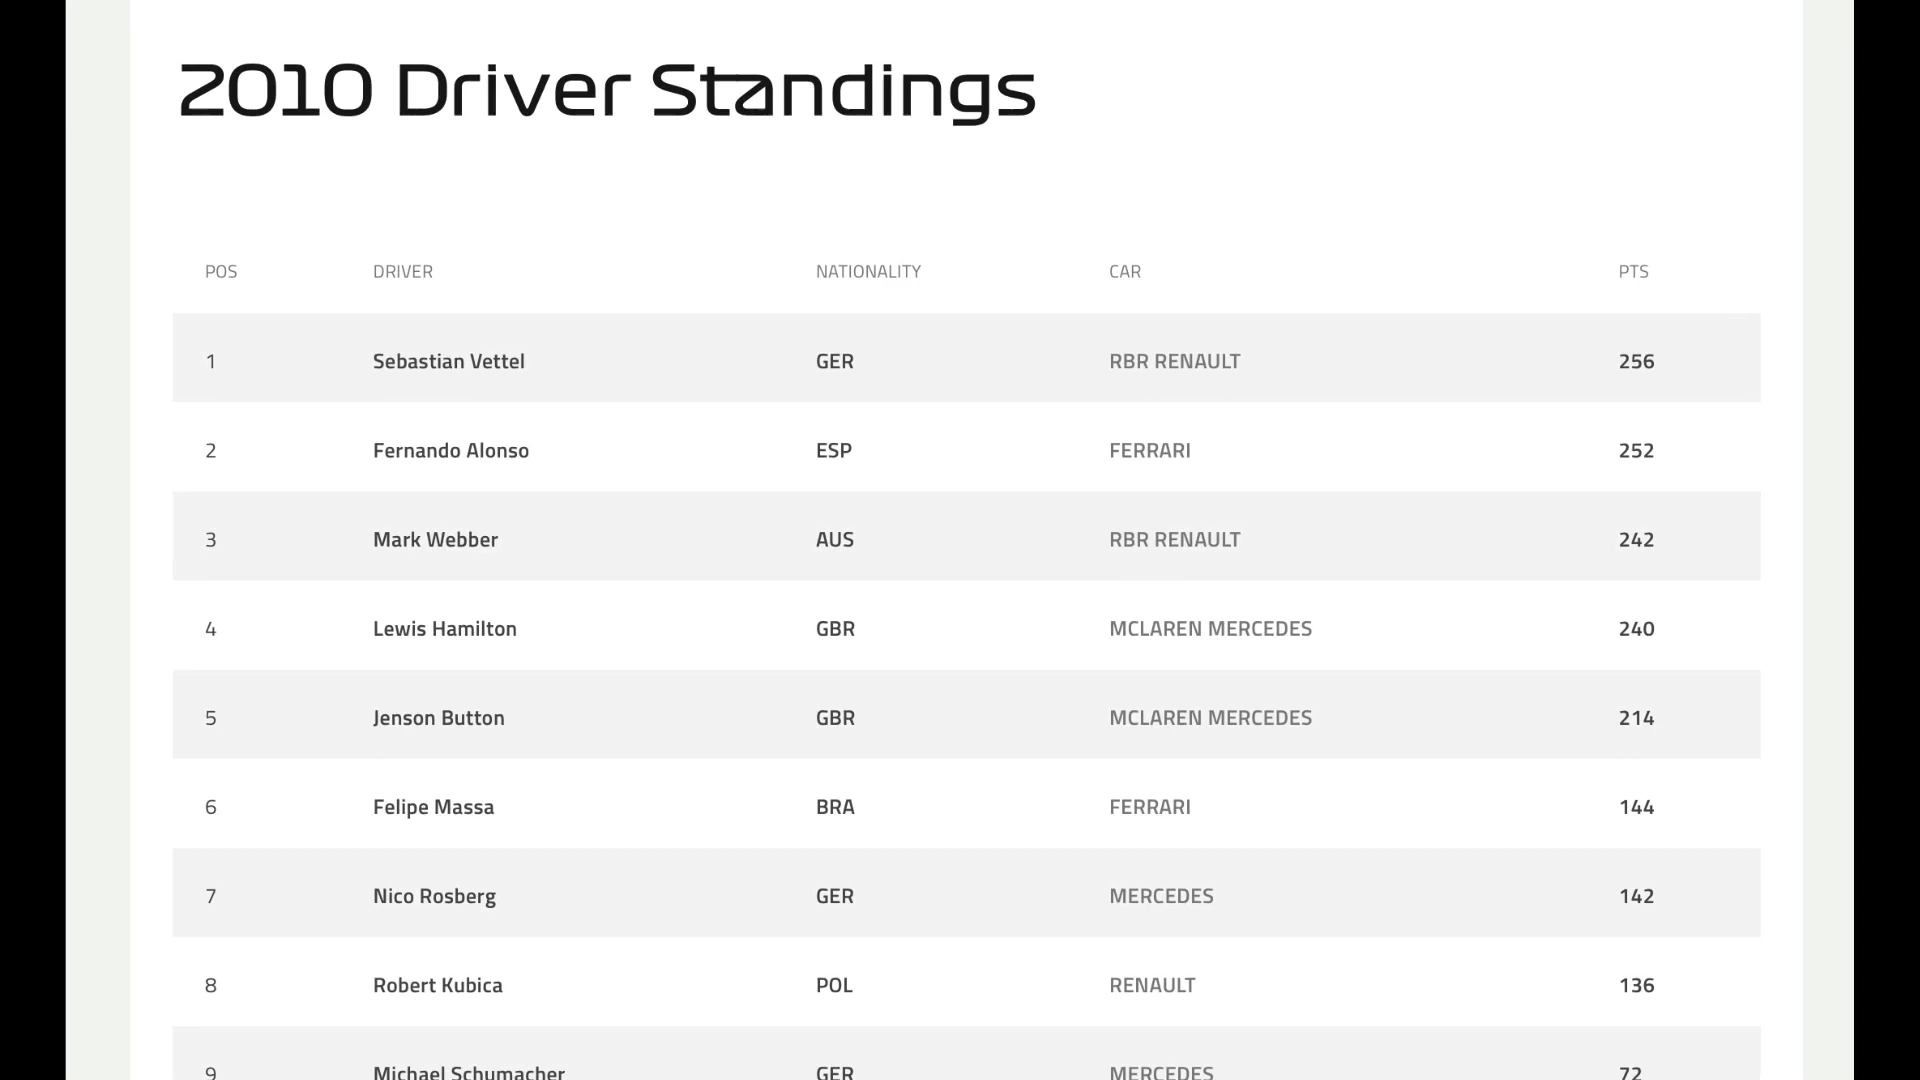 2010 Driver Standings
POS DRIVER NATIONALITY CAR PTS
1 Sebastian Vettel GER RBR RENAULT 256
2 Fernando Alonso ESP FERRARI 252
3 Mark Webber AUS RBR RENAULT 242
4 Lewis Hamilton GBR MCLAREN MERCEDES 240
5 Jenson Button GBR MCLAREN MERCEDES 214
6 Felipe Massa BRA FERRARI 144
7 Nico Rosberg GER MERCEDES 142
8 Robert Kubica POL RENAULT 136
9 Michael Schumacher GER MERCEDES 72